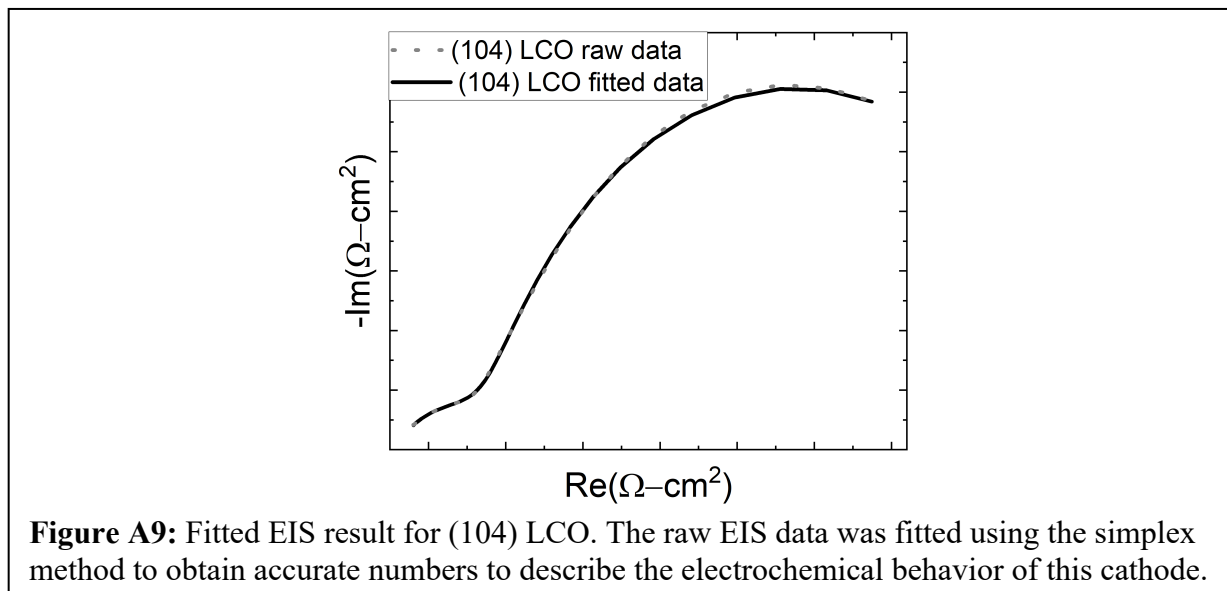 (104) LCO raw data
(104) LCO fitted data
-Im(Ω–cm²)
Re(Ω–cm²)
Figure A9: Fitted EIS result for (104) LCO. The raw EIS data was fitted using the simplex
method to obtain accurate numbers to describe the electrochemical behavior of this cathode.